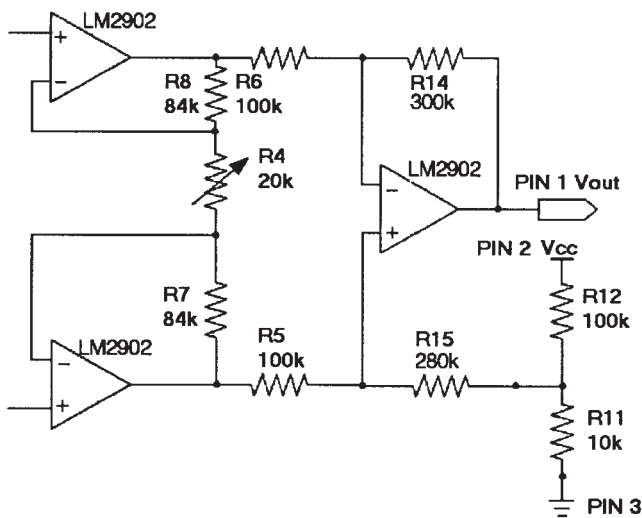 LM2902
+
−
R8
84k
R6
100k
R14
300k
R4
20k
LM2902
−
+
PIN 1 Vout
PIN 2 Vcc
R7
84k
R12
100k
LM2902
−
+
R5
100k
R15
280k
R11
10k
PIN 3